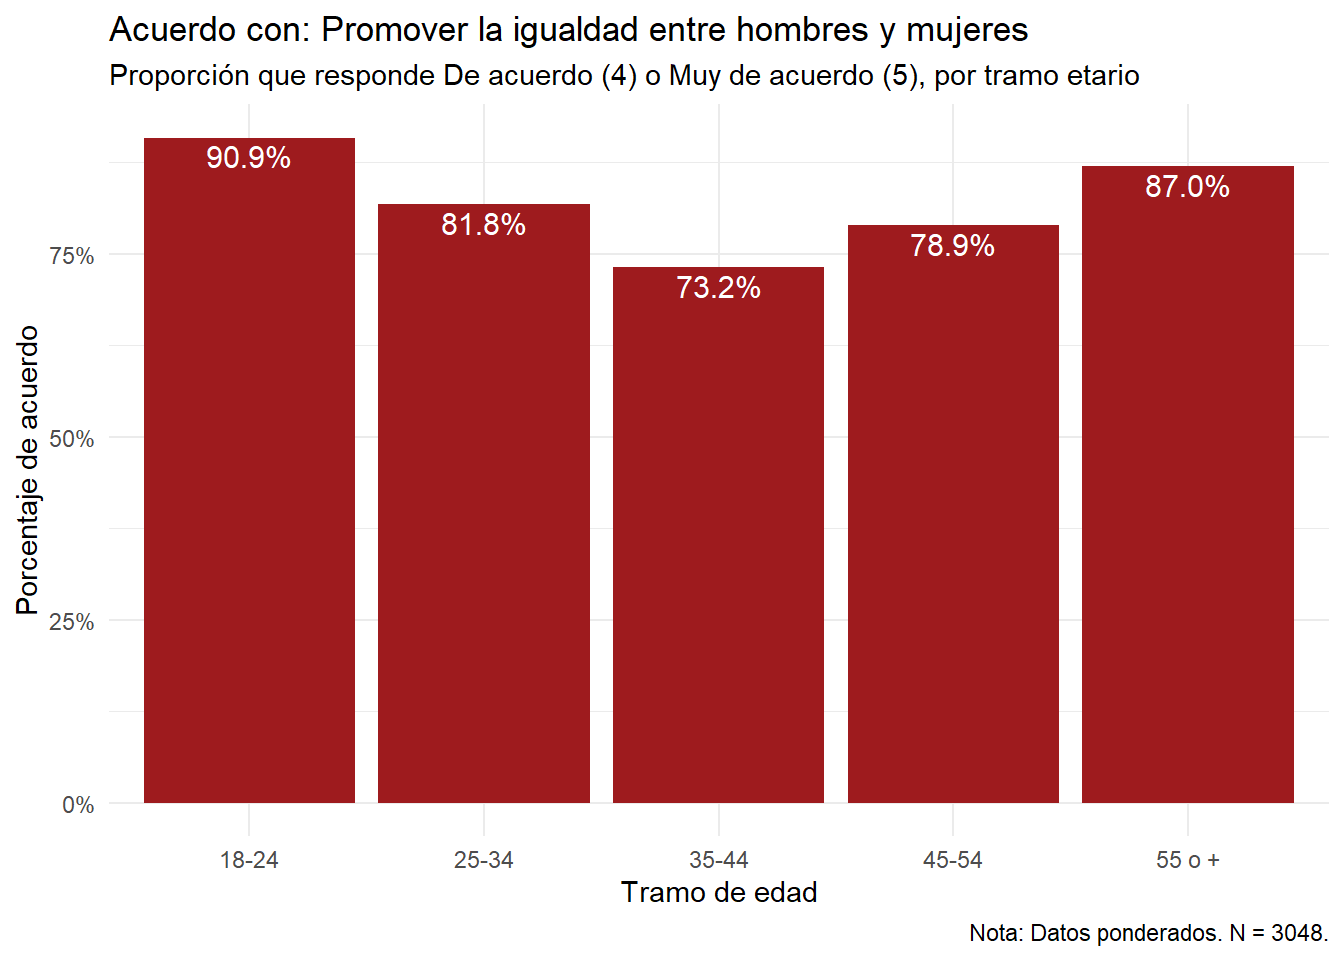 Acuerdo con: Promover la igualdad entre hombres y mujeres
Proporción que responde De acuerdo (4) o Muy de acuerdo (5), por tramo etario
90.9%
81.8%
73.2%
78.9%
87.0%
75%
50%
25%
0%
Porcentaje de acuerdo
18-24
25-34
35-44
45-54
55 o +
Tramo de edad
Nota: Datos ponderados. N = 3048.